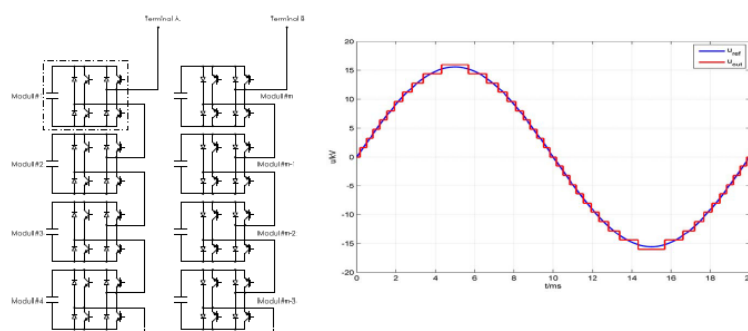 Terminal A
Terminal B
Modul#
Modul#m
Modul#2
Modul#m-1
Modul#3
Modul#m-2
Modul#4
Modul#m-3
20
15
10
5
0
-5
-10
-15
-20
u/kV
0
2
4
6
8
10
12
14
16
18
20
t/ms
u_ref
u_out